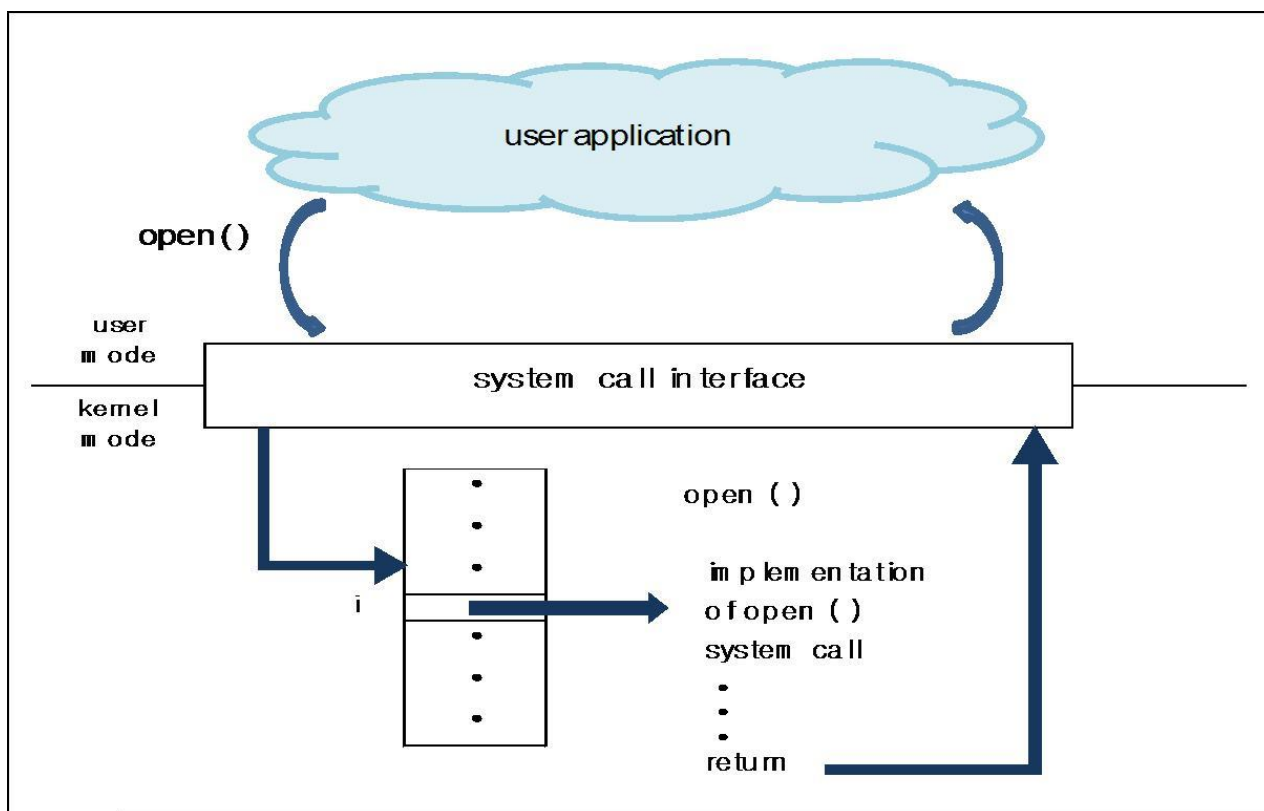 user application
open()
user
mode
system call interface
kernel
mode
open ()
implementation
i
of open ()
system call
return